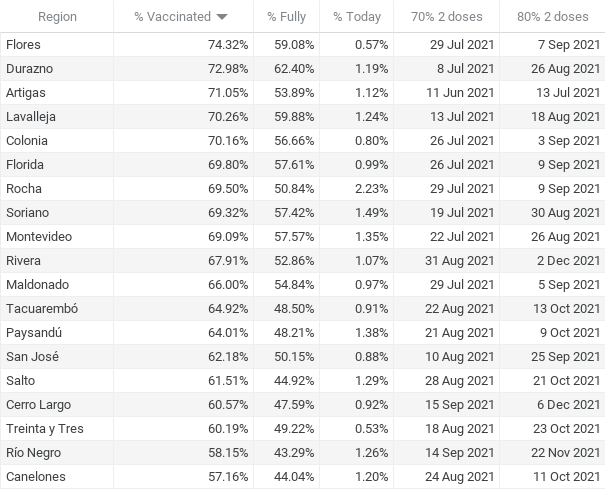 Region % Vaccinated % Fully % Today 70% 2 doses 80% 2 doses
Flores 74.32% 59.08% 0.57% 29 Jul 2021 7 Sep 2021
Durazno 72.98% 62.40% 1.19% 8 Jul 2021 26 Aug 2021
Artigas 71.05% 53.89% 1.12% 11 Jun 2021 13 Jul 2021
Lavalleja 70.26% 59.88% 1.24% 13 Jul 2021 18 Aug 2021
Colonia 70.16% 56.66% 0.80% 26 Jul 2021 3 Sep 2021
Florida 69.80% 57.61% 0.99% 26 Jul 2021 9 Sep 2021
Rocha 69.50% 50.84% 2.23% 29 Jul 2021 9 Sep 2021
Soriano 69.32% 57.42% 1.49% 19 Jul 2021 30 Aug 2021
Montevideo 69.09% 57.57% 1.35% 22 Jul 2021 26 Aug 2021
Rivera 67.91% 52.86% 1.07% 31 Aug 2021 2 Dec 2021
Maldonado 66.00% 54.84% 0.97% 29 Jul 2021 5 Sep 2021
Tacuarembó 64.92% 48.50% 0.91% 22 Aug 2021 13 Oct 2021
Paysandú 64.01% 48.21% 1.38% 21 Aug 2021 9 Oct 2021
San José 62.18% 50.15% 0.88% 10 Aug 2021 25 Sep 2021
Salto 61.51% 44.92% 1.29% 28 Aug 2021 21 Oct 2021
Cerro Largo 60.57% 47.59% 0.92% 15 Sep 2021 6 Dec 2021
Treinta y Tres 60.19% 49.22% 0.53% 18 Aug 2021 23 Oct 2021
Río Negro 58.15% 43.29% 1.26% 14 Sep 2021 22 Nov 2021
Canelones 57.16% 44.04% 1.20% 24 Aug 2021 11 Oct 2021